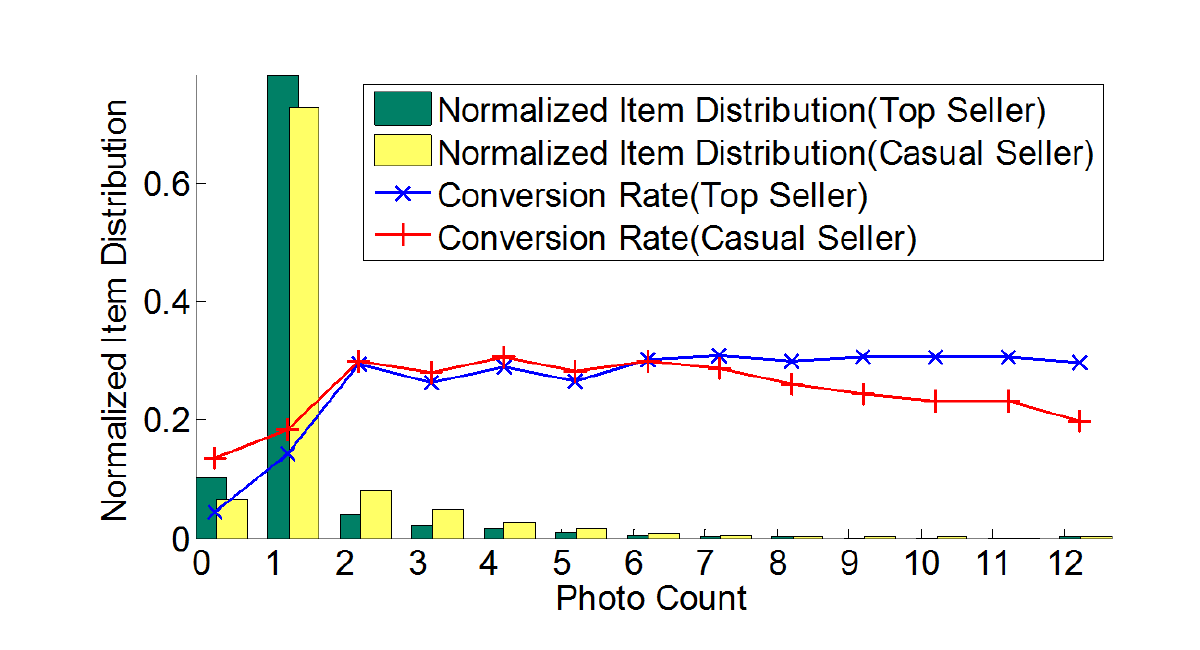 Normalized Item Distribution(Top Seller)
Normalized Item Distribution(Casual Seller)
Conversion Rate(Top Seller)
Conversion Rate(Casual Seller)
Normalized Item Distribution
0.6
0.4
0.2
0
0 1 2 3 4 5 6 7 8 9 10 11 12
Photo Count